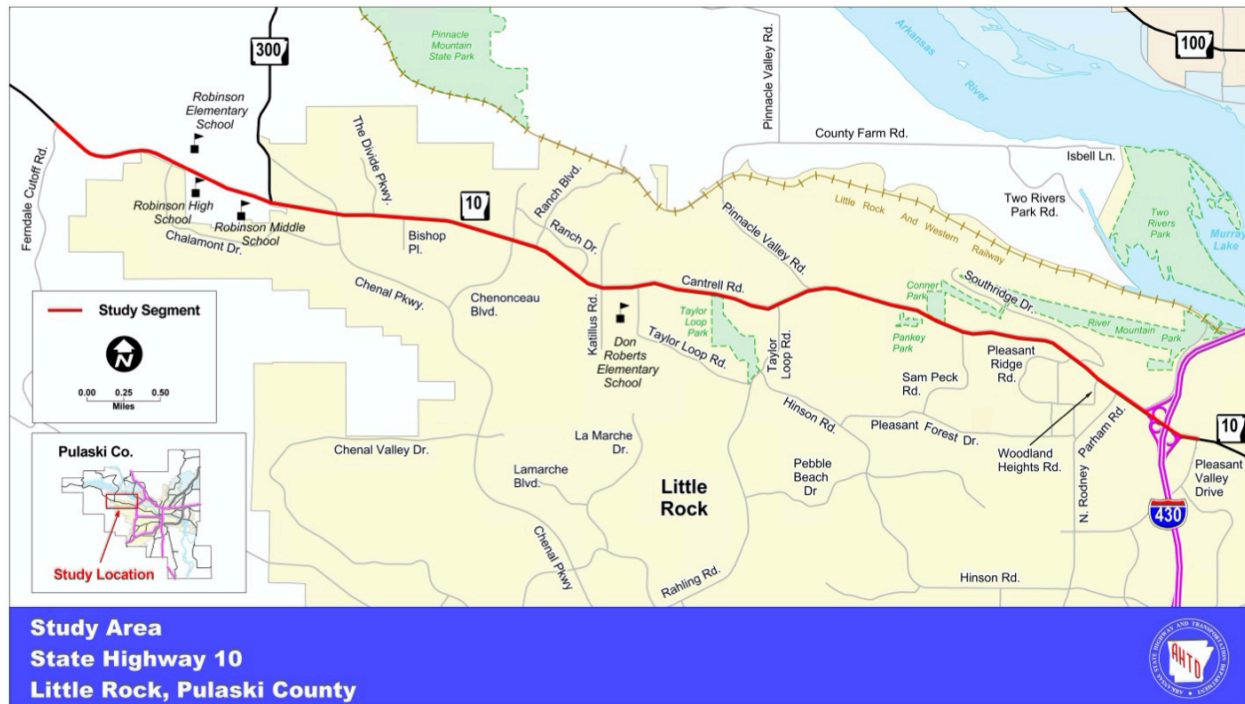 Pinnacle
Mountain
State Park
300
Pinnacle Valley Rd.
Arkansas
River
100
Robinson
Elementary
School
The Divide Pkwy.
County Farm Rd.
Isbell Ln.
Ferndale Cutoff Rd.
Robinson High
School
Robinson Middle
School
Chalamont Dr.
10
Bishop
Pl.
Ranch Blvd.
Ranch Dr.
Pinnacle Valley Rd.
Little Rock And Western Railway
Two Rivers
Park Rd.
Two
Rivers
Park
Murray
Lake
Chenal Pkwy.
Chenonceau
Blvd.
Katillus Rd.
Cantrell Rd.
Taylor
Loop
Park
Conner
Park
Southridge Dr.
River
Mountain
Park
Study Segment
N
0.00 0.25 0.50
Miles
Don
Roberts
Elementary
School
Taylor Loop Rd.
Taylor
Loop Rd.
Pankey
Park
Pleasant
Ridge
Rd.
Sam Peck
Rd.
Hinson Rd.
Pleasant Forest Dr.
Woodland
Heights Rd.
N. Rodney
Parham Rd.
10
Pleasant
Valley
Drive
Pulaski Co.
Study Location
Chenal Valley Dr.
La Marche
Dr.
Lamarche
Blvd.
Little
Rock
Pebble
Beach
Dr
430
Chenal Pkwy
Rahling Rd.
Hinson Rd.
Study Area
State Highway 10
Little Rock, Pulaski County
ARKANSAS STATE HIGHWAY AND TRANSPORTATION DEPARTMENT
AHTD